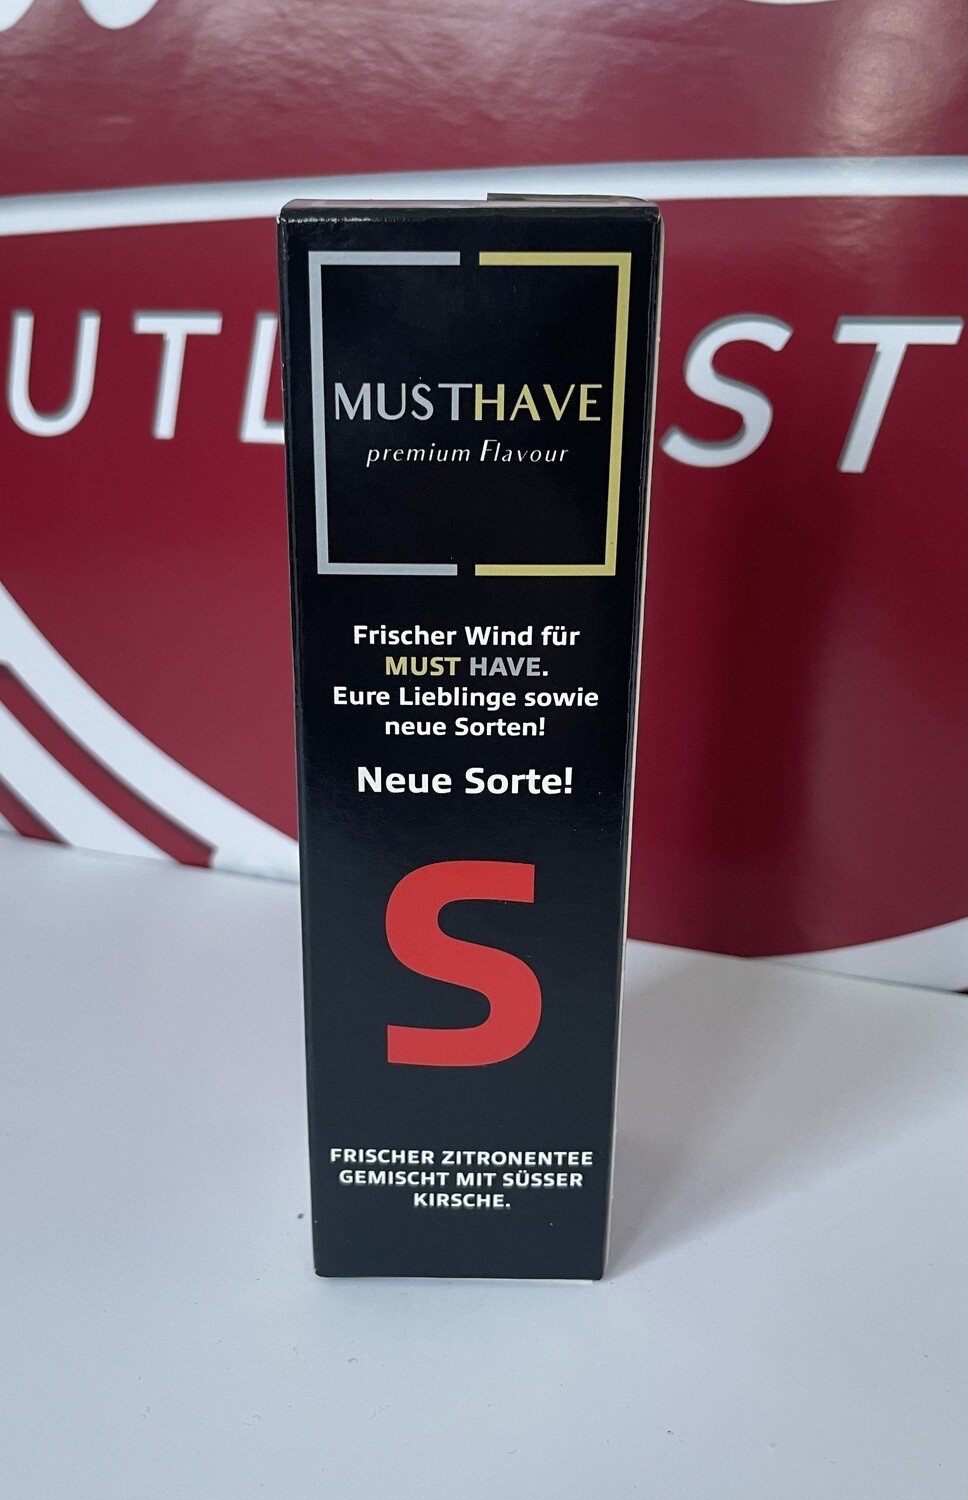 MUSTHAVE
premium Flavour
Frischer Wind für
MUST HAVE.
Eure Lieblinge sowie
neue Sorten!
Neue Sorte!
S
FRISCHER ZITRONENTEE
GEMISCHT MIT SÜSSER
KIRSCHE.